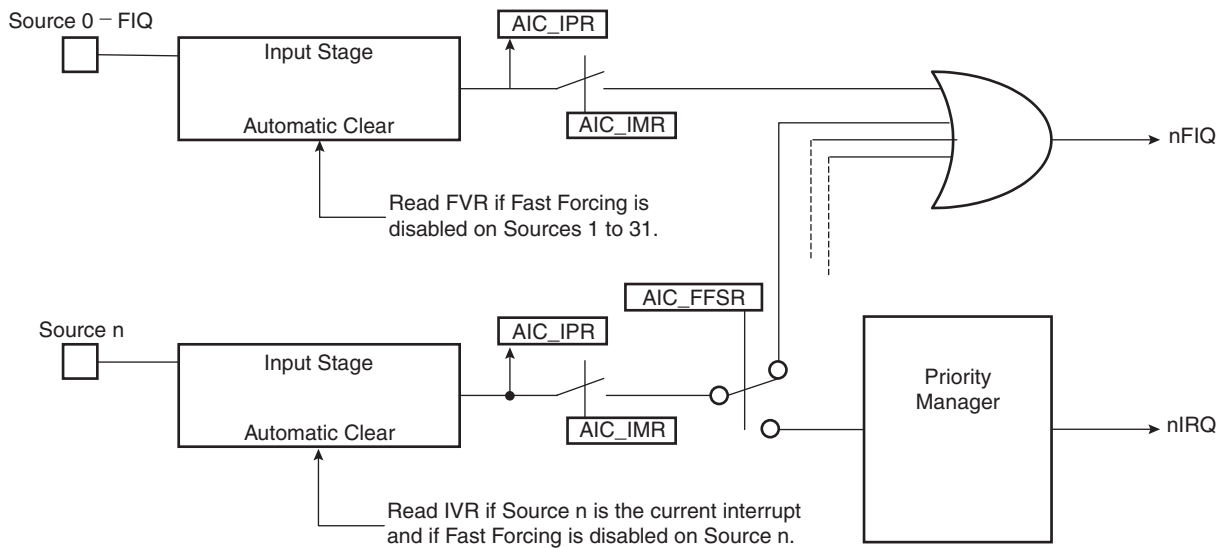 Source 0 – FIQ
AIC_IPR
Input Stage
Automatic Clear
AIC_IMR
nFIQ
Read FVR if Fast Forcing is
disabled on Sources 1 to 31.
AIC_FFSR
Source n
AIC_IPR
Input Stage
Priority
Manager
Automatic Clear
AIC_IMR
nIRQ
Read IVR if Source n is the current interrupt
and if Fast Forcing is disabled on Source n.